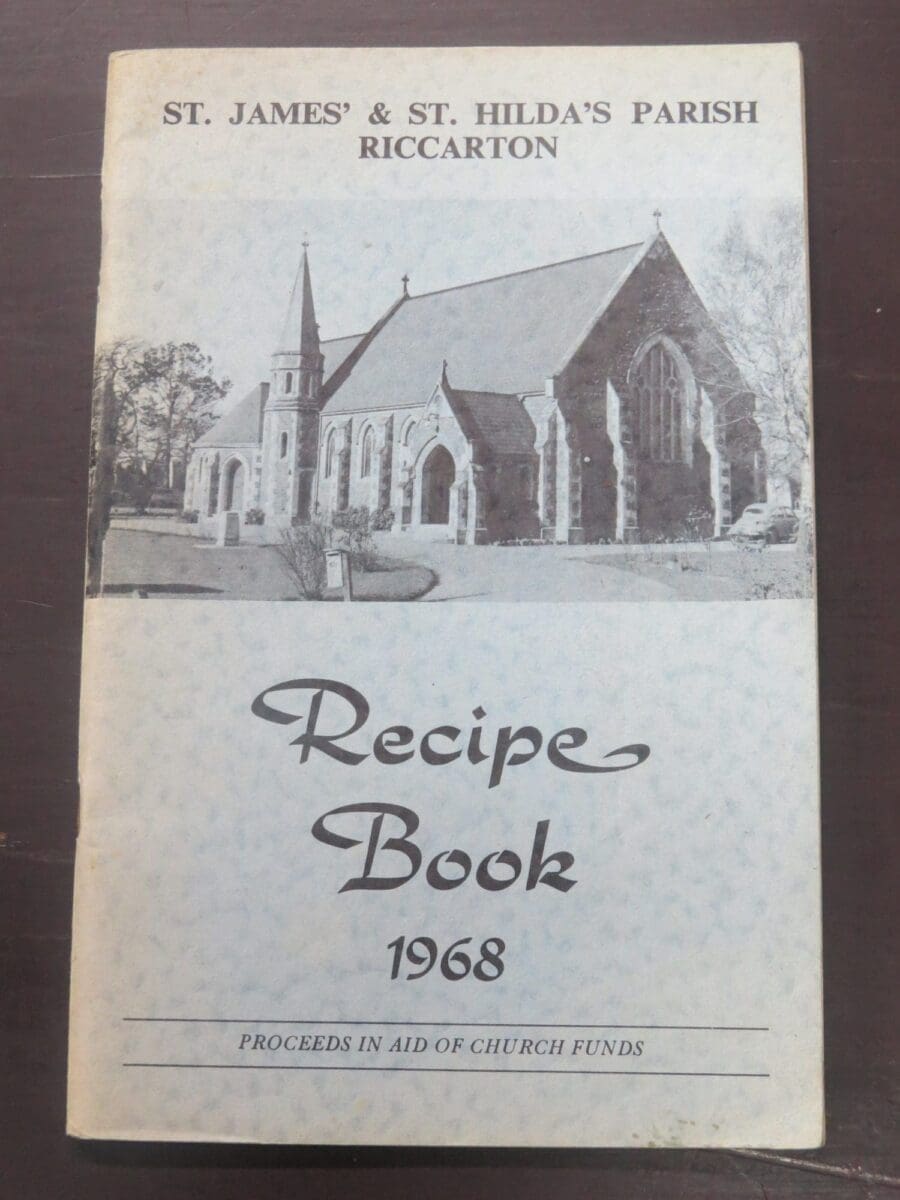 ST. JAMES' & ST. HILDA'S PARISH
RICCARTON
Recipe
Book
1968
PROCEEDS IN AID OF CHURCH FUNDS